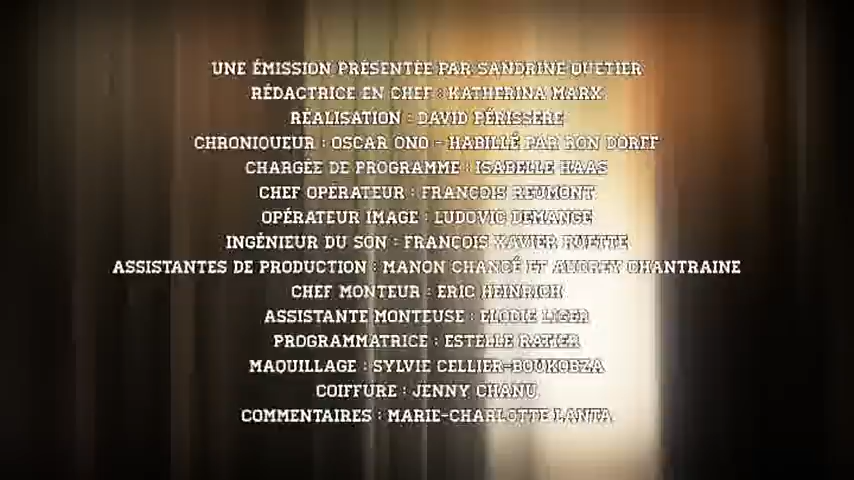 UNE ÉMISSION PRÉSENTÉE PAR SANDRINE QUETIER
RÉDACTRICE EN CHEF : KATHERINA MARX
RÉALISATION : DAVID PÉRISSERE
CHRONIQUEUR : OSCAR ONO - HABILLÉ PAR RON DORFF
CHARGÉE DE PROGRAMME : ISABELLE HAAS
CHEF OPÉRATEUR : FRANÇOIS REUMONT
OPÉRATEUR IMAGE : LUDOVIC DEMANGE
INGÉNIEUR DU SON : FRANÇOIS XAVIER RUETTE
ASSISTANTES DE PRODUCTION : MANON CHANCÉ ET AUDREY CHANTRAINE
CHEF MONTEUR : ERIC HEINRICH
ASSISTANTE MONTEUSE : ELODIE LIGER
PROGRAMMATRICE : ESTELLE RATIER
MAQUILLAGE : SYLVIE CELLIER-BOUKOBZA
COIFFURE : JENNY CHANU
COMMENTAIRES : MARIE-CHARLOTTE LANTA